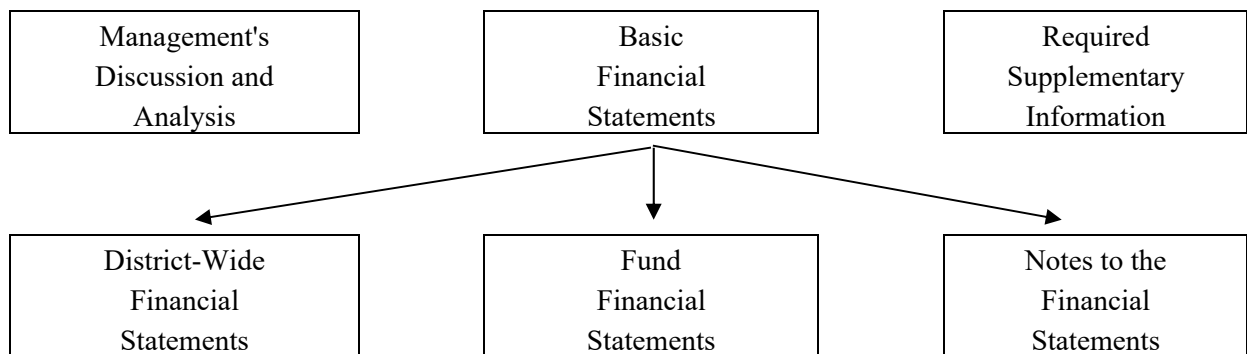 Management's
Discussion and
Analysis
Basic
Financial
Statements
Required
Supplementary
Information
District-Wide
Financial
Statements
Fund
Financial
Statements
Notes to the
Financial
Statements